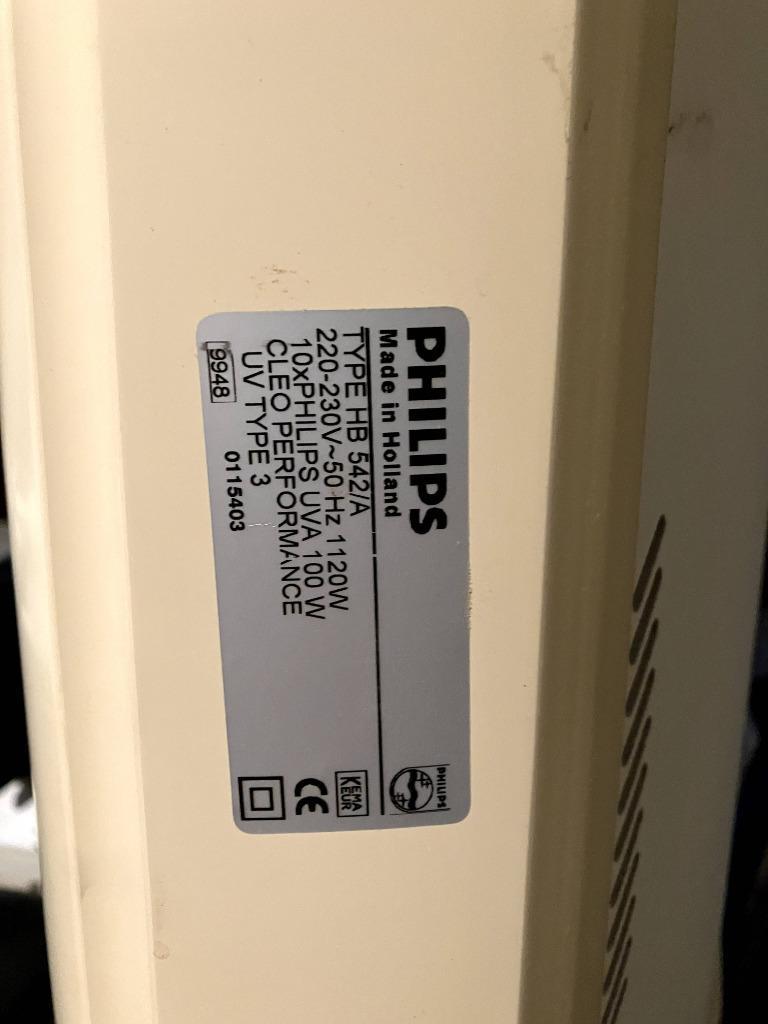 PHILIPS
Made in Holland
TYPE HB 542/A
220-230V~50 Hz 1120W
10xPHILIPS UVA 100 W
CLEO PERFORMANCE
UV TYPE 3
0115403
9948
PHILIPS
KEMA
KEUR
CE